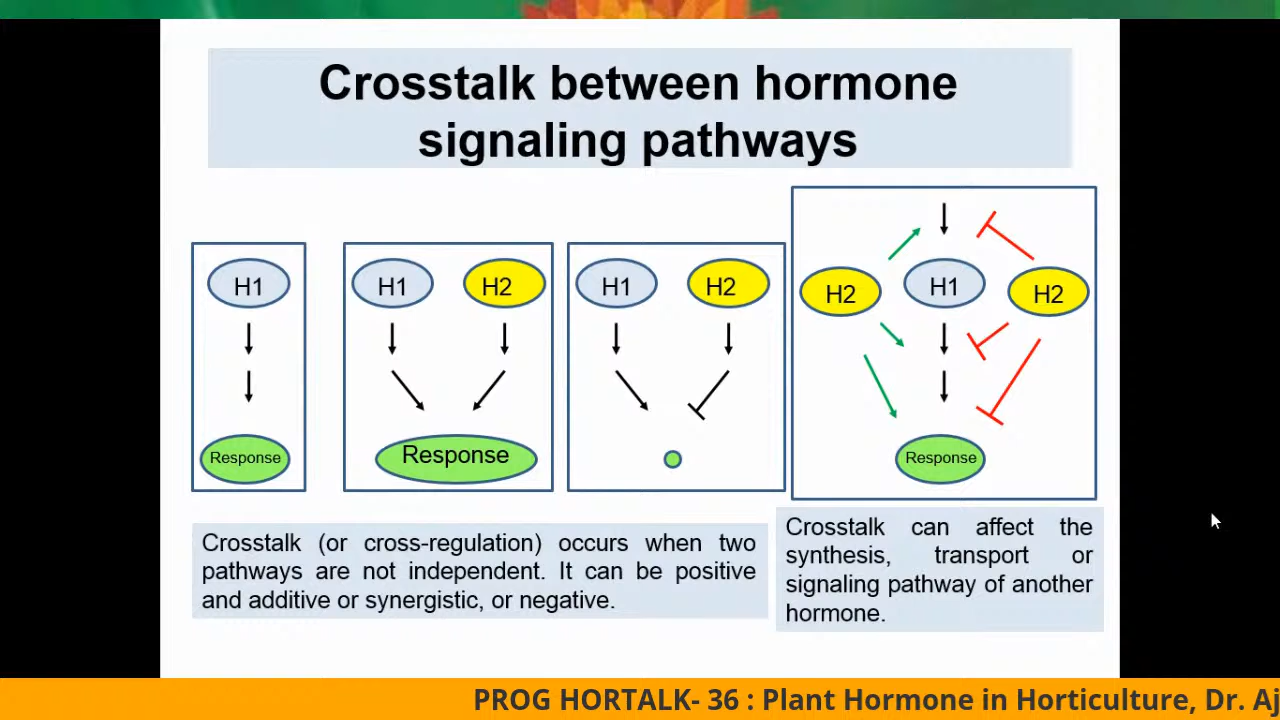 Crosstalk between hormone
signaling pathways
H1
Response
H1 H2
Response
H1 H2
H2 H1 H2
Response
Crosstalk (or cross-regulation) occurs when two
pathways are not independent. It can be positive
and additive or synergistic, or negative.
Crosstalk can affect the
synthesis, transport or
signaling pathway of another
hormone.
PROG HORTALK- 36 : Plant Hormone in Horticulture, Dr. Aj